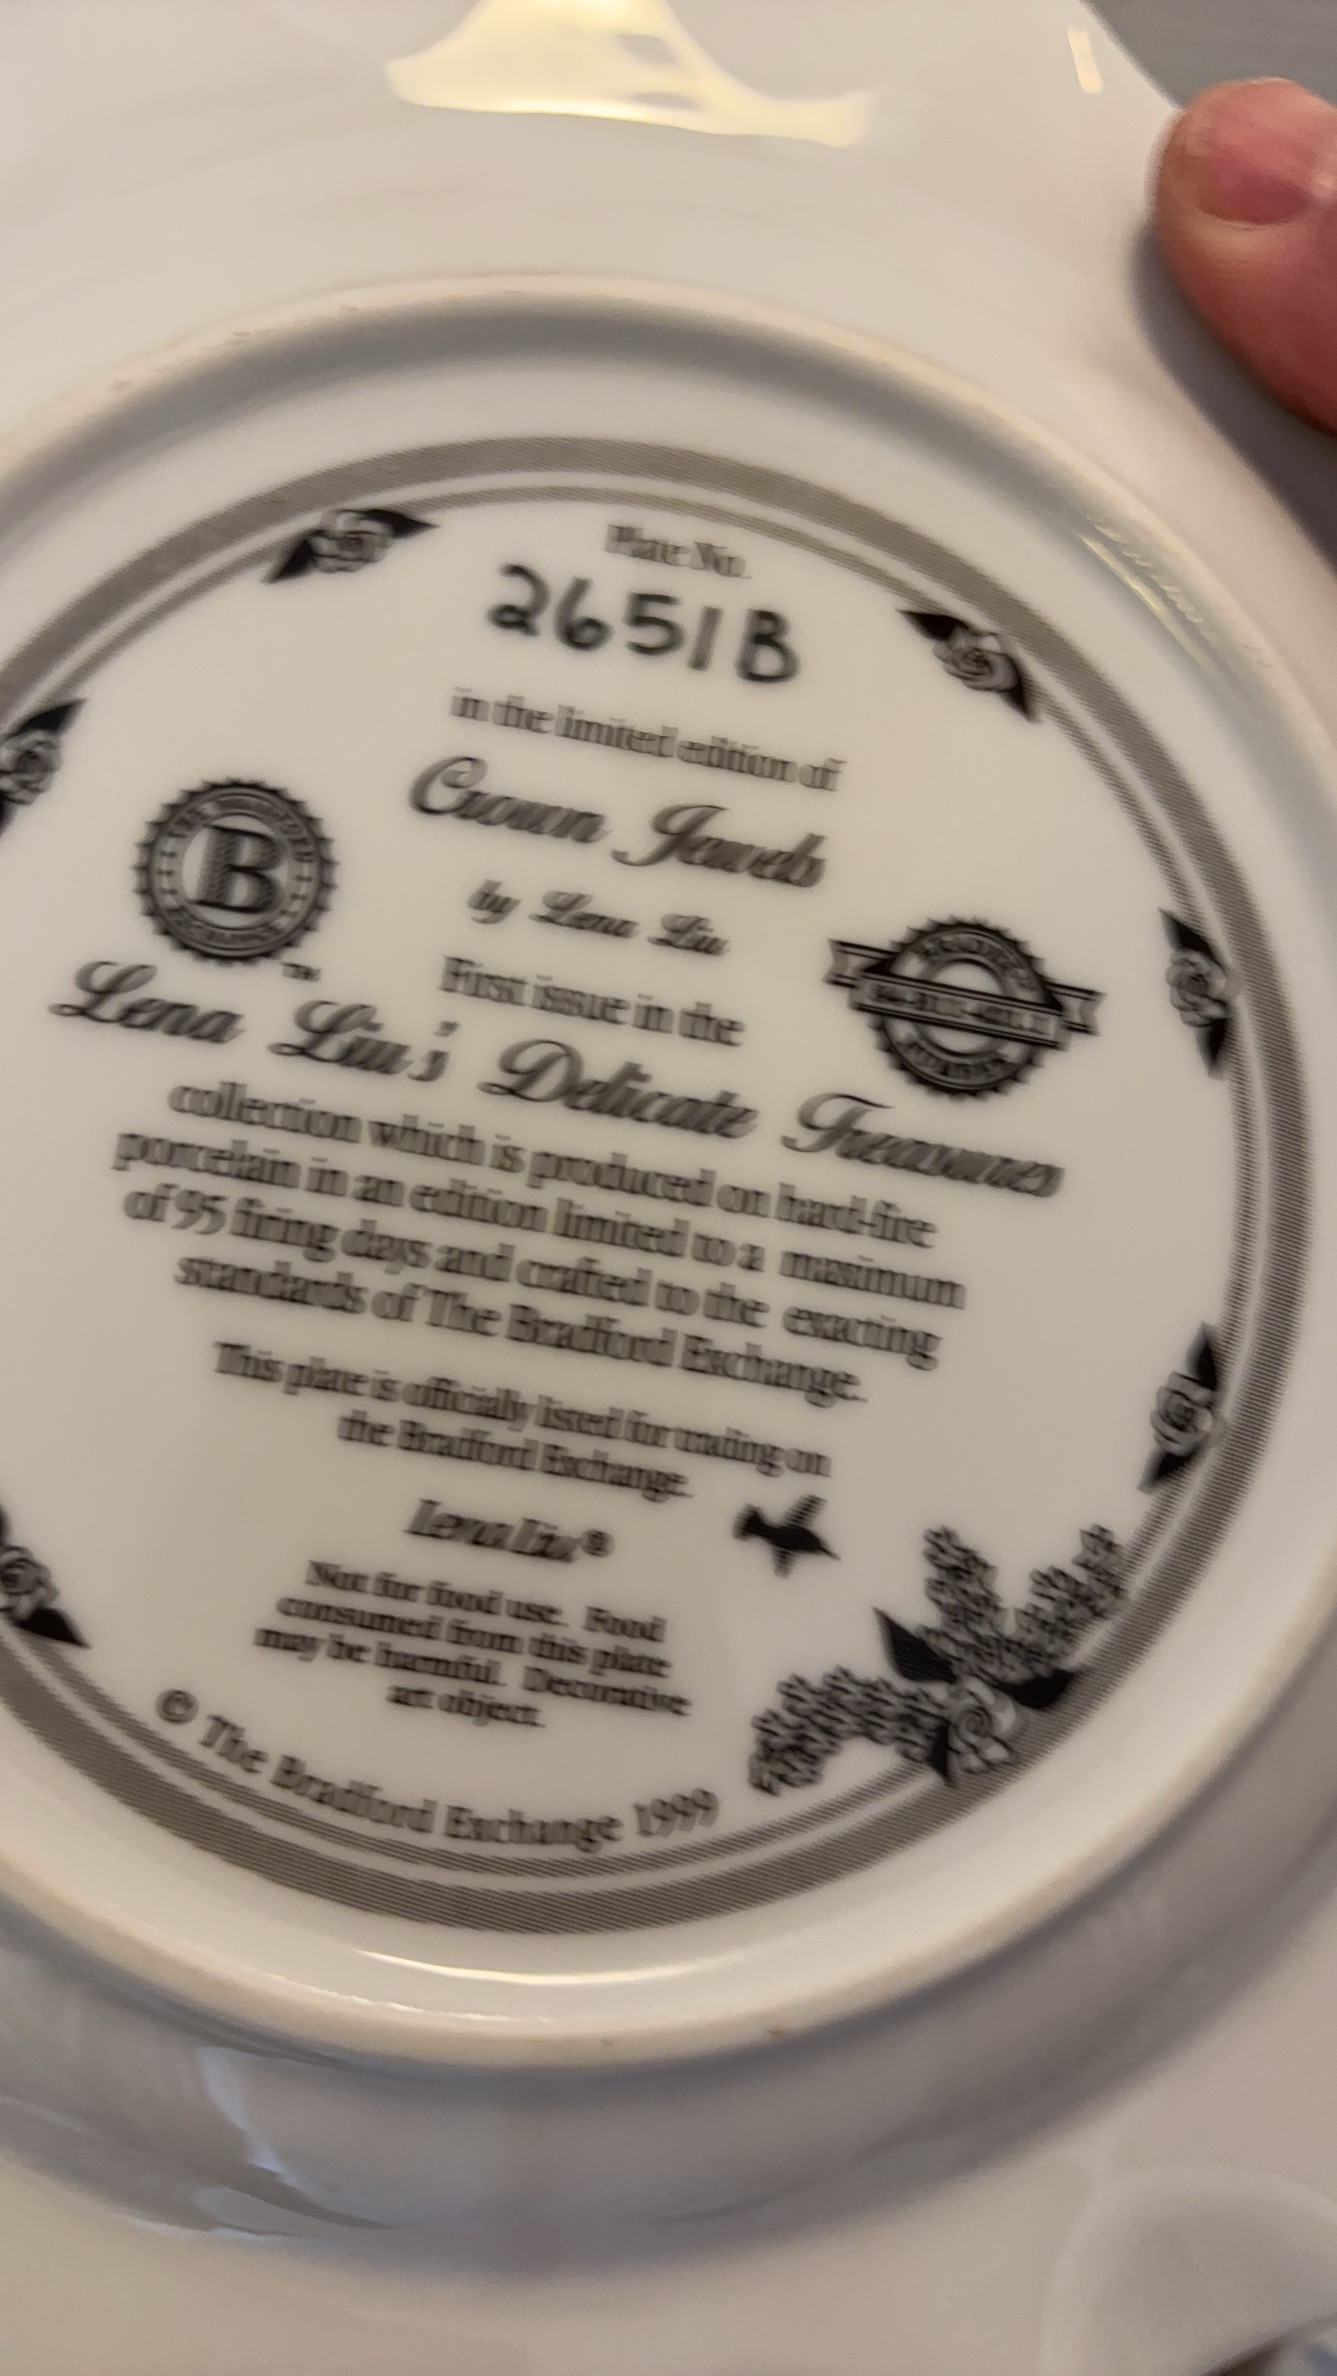 Plate No.
2651B
in the limited edition of
Crown Jewels
by Lena Liu
First issue in the
Lena Liu's Delicate Treasures
collection which is produced on hard-fire
porcelain in an edition limited to a maximum
of 95 firing days and crafted to the exacting
standards of The Bradford Exchange.
This plate is officially listed for trading on
the Bradford Exchange.
Lena Liu®
Not for food use. Food
consumed from this plate
may be harmful. Decorative
art object.
© The Bradford Exchange 1999
B
TM